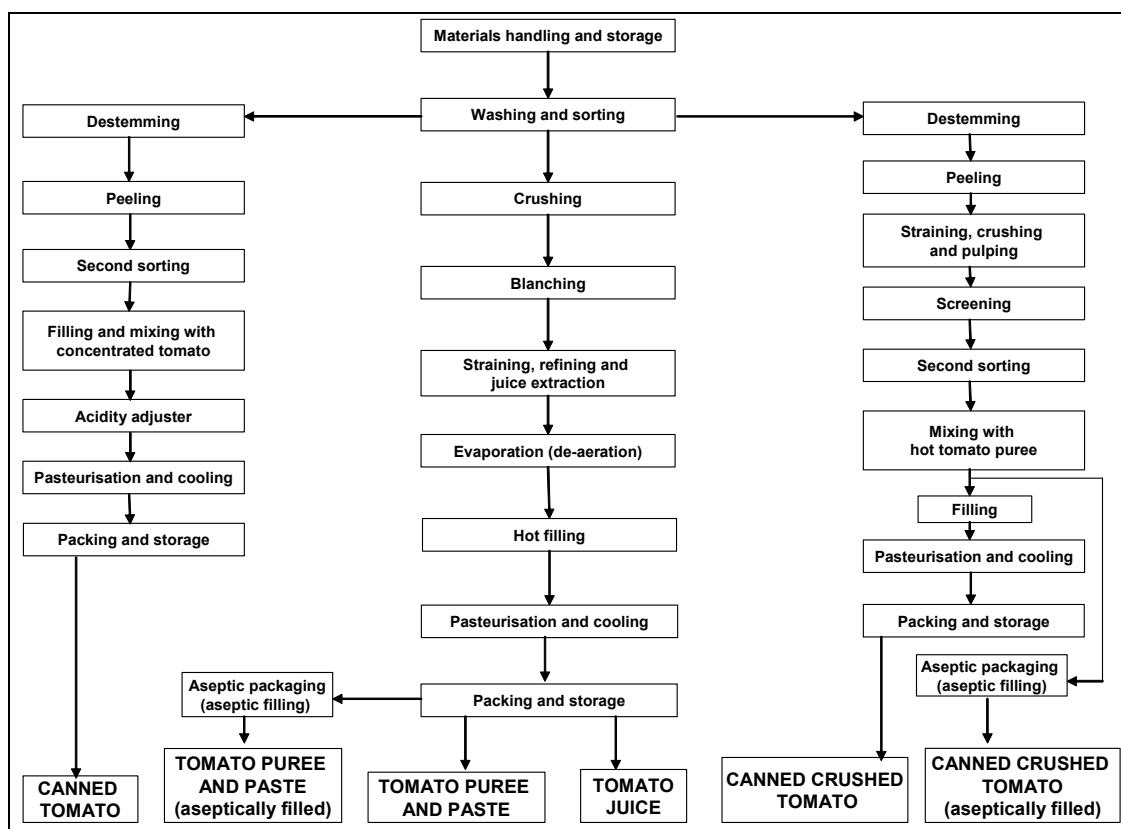 Materials handling and storage
Washing and sorting
Destemming
Peeling
Second sorting
Filling and mixing with
concentrated tomato
Acidity adjuster
Pasteurisation and cooling
Packing and storage
CANNED
TOMATO
Crushing
Blanching
Straining, refining and
juice extraction
Evaporation (de-aeration)
Hot filling
Pasteurisation and cooling
Packing and storage
Aseptic packaging
(aseptic filling)
TOMATO PUREE
AND PASTE
(aseptically filled)
TOMATO PUREE
AND PASTE
TOMATO
JUICE
Destemming
Peeling
Straining, crushing
and pulping
Screening
Second sorting
Mixing with
hot tomato puree
Filling
Pasteurisation and cooling
Packing and storage
Aseptic packaging
(aseptic filling)
CANNED CRUSHED
TOMATO
CANNED CRUSHED
TOMATO
(aseptically filled)